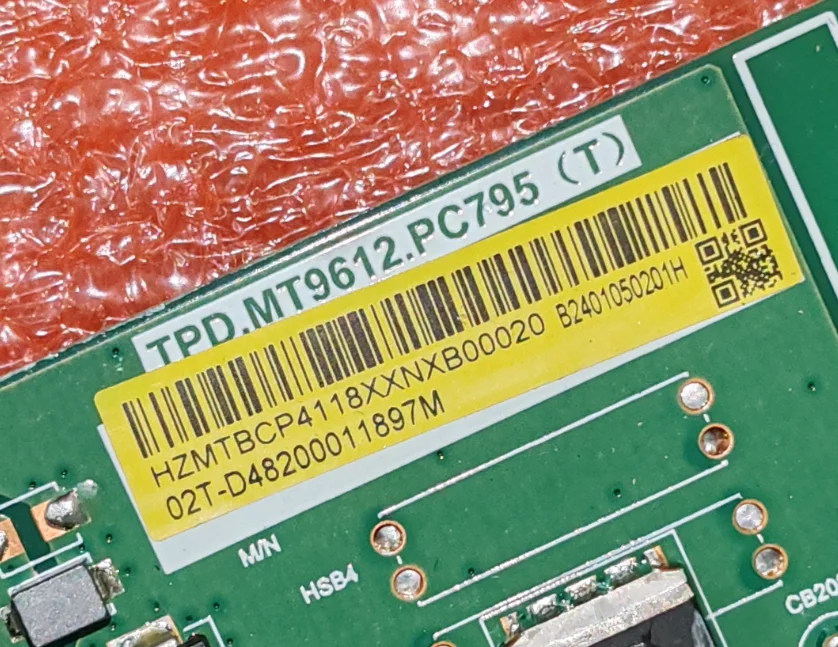 TPD.MT9612.PC795 (T)
HZMTBCP4118XXNXB00020 B2401050201H
02T-D48200011897M
M/N
HSB4